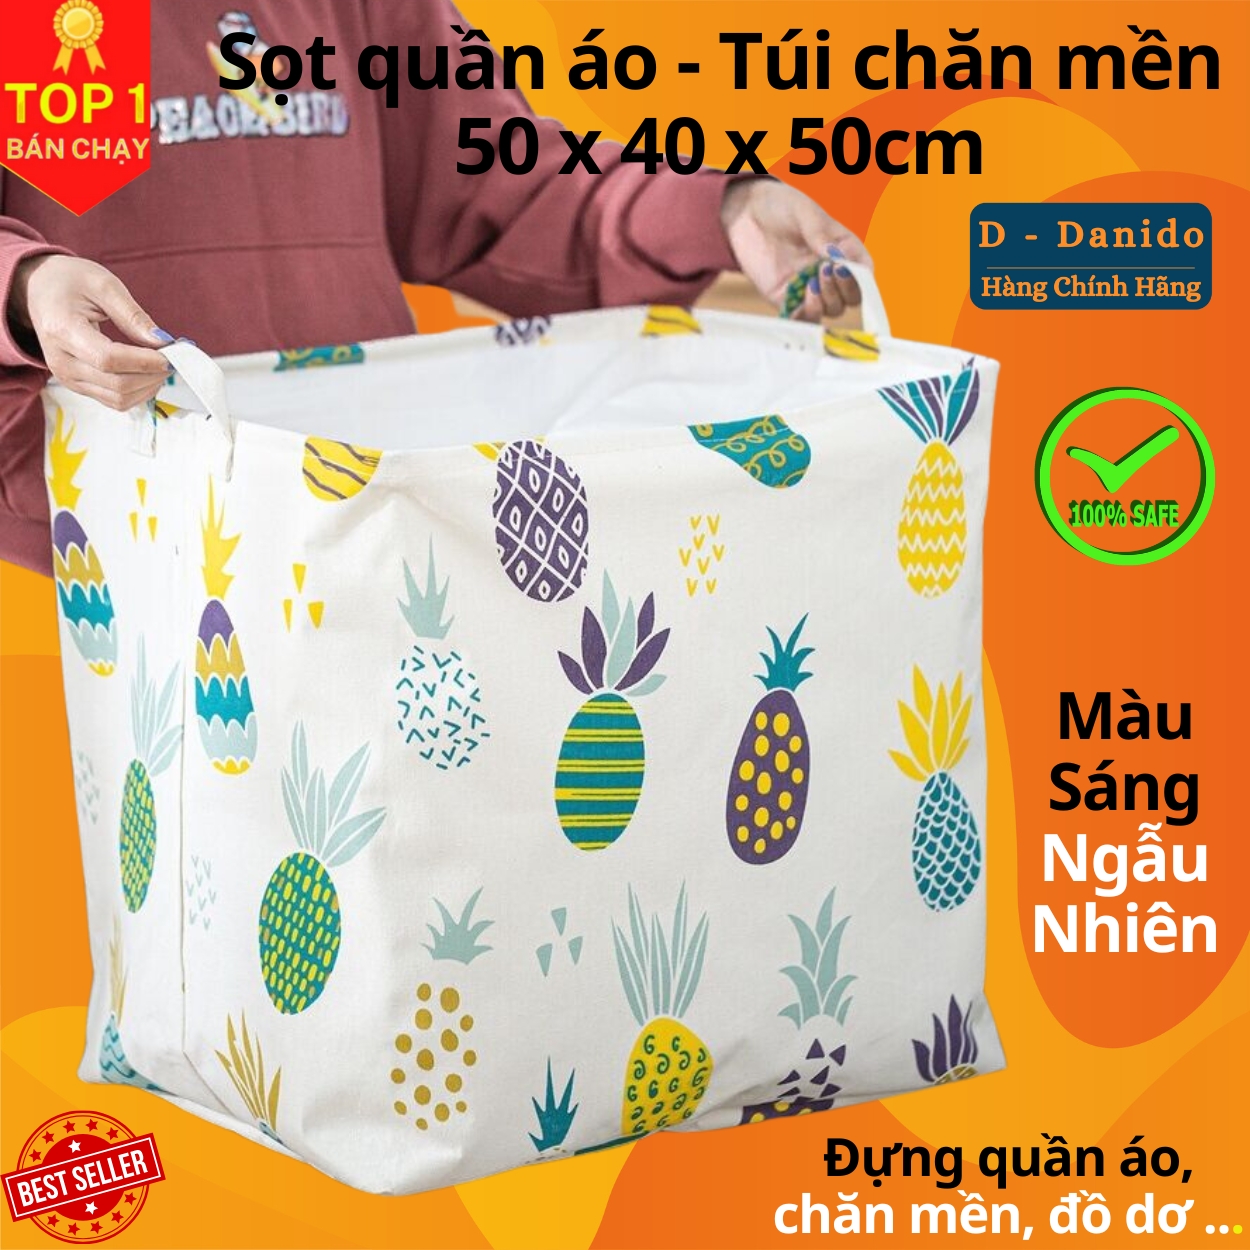 Sọt quần áo - Túi chăn mền
50 x 40 x 50cm
TOP 1
BÁN CHẠY
D - Danido
Hàng Chính Hãng
100% SAFE
Màu
Sáng
Ngẫu
Nhiên
BEST SELLER
Đựng quần áo,
chăn mền, đồ dơ ...